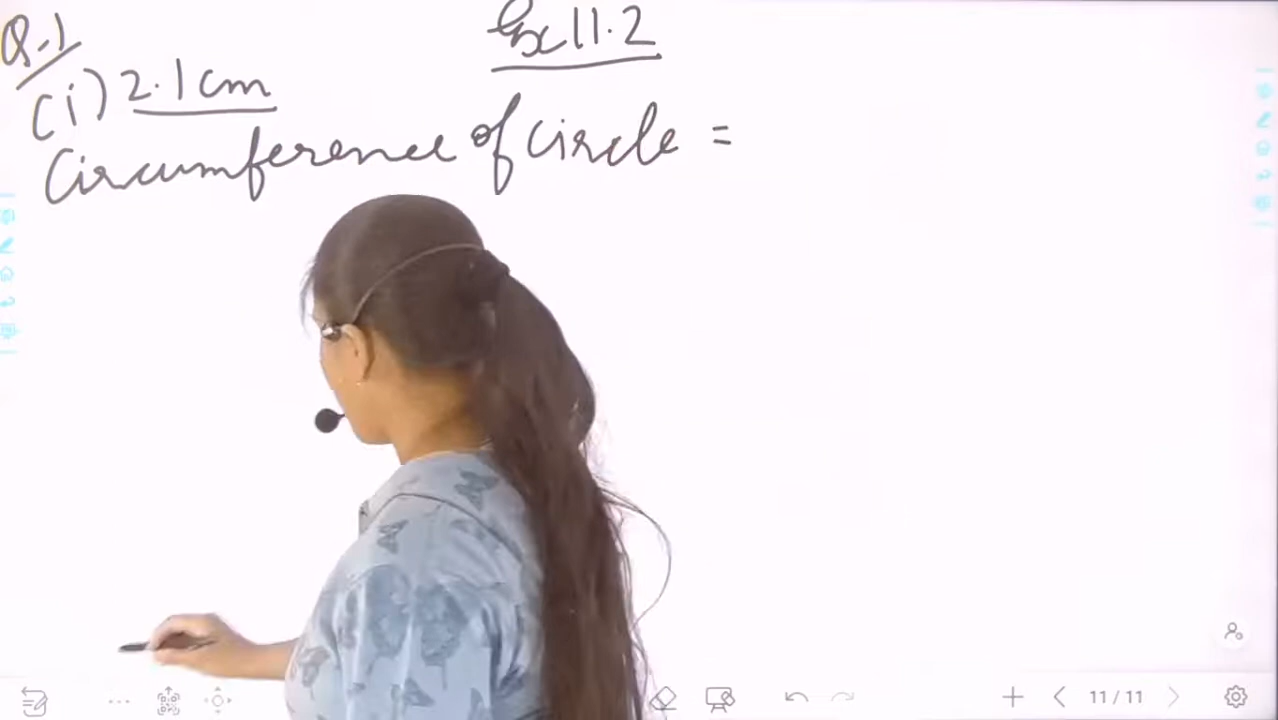 Ex 11.2
Q.1
(i) 2.1 cm
Circumference of circle =
11/11